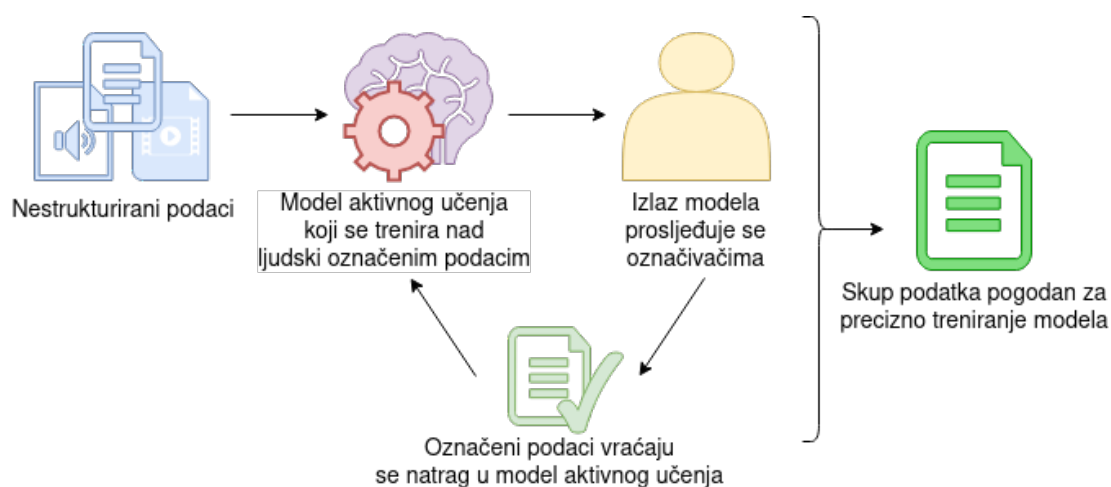 Nestrukturirani podaci
Model aktivnog učenja
koji se trenira nad
ljudski označenim podacim
Izlaz modela
prosljeđuje se
označivačima
Označeni podaci vraćaju
se natrag u model aktivnog učenja
Skup podatka pogodan za
precizno treniranje modela